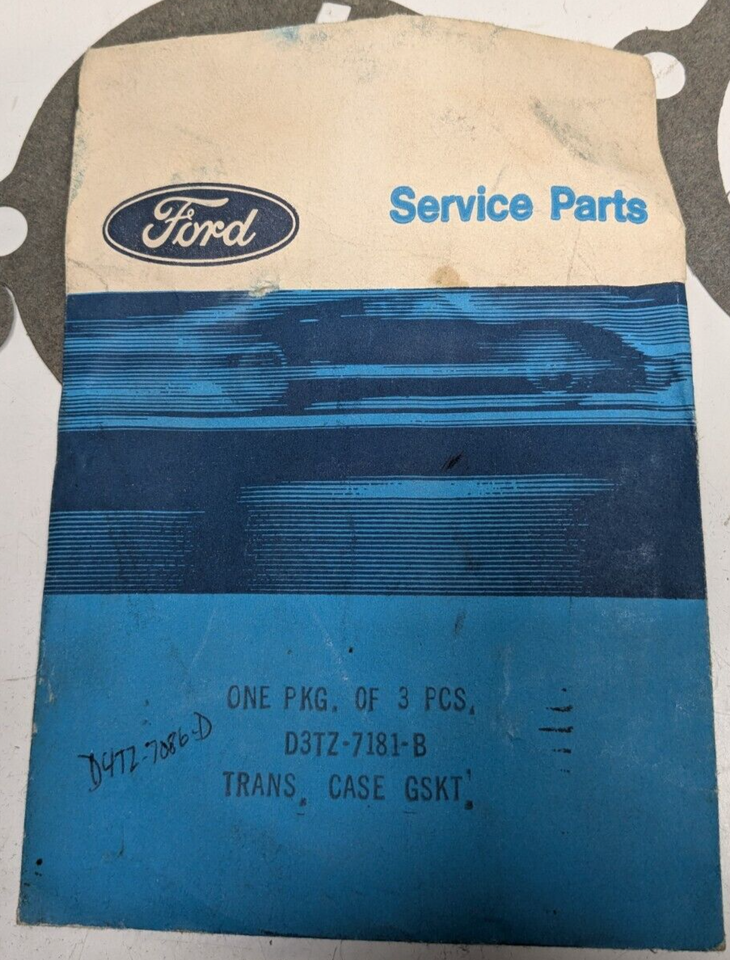 Ford
Service Parts
ONE PKG. OF 3 PCS.
D3TZ-7181-B
TRANS. CASE GSKT.
D4TZ-7086-D